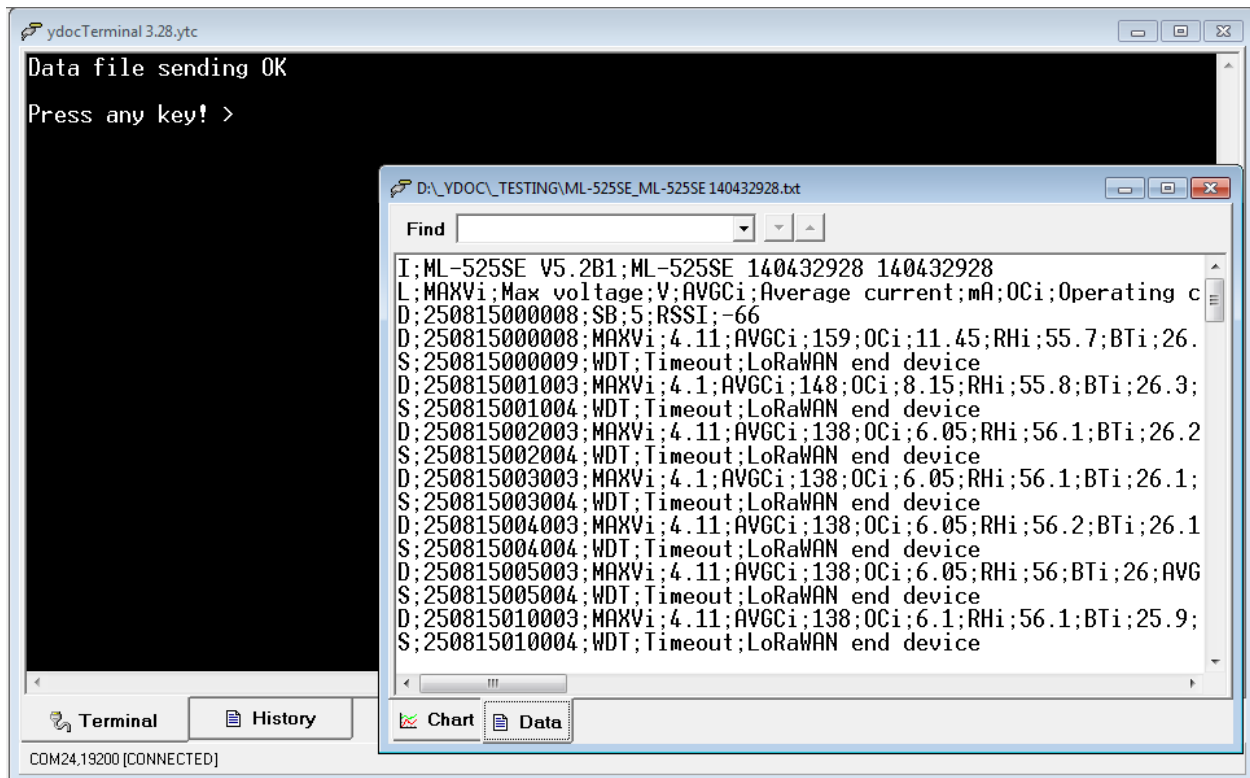 ydocTerminal 3.28.ytc
Data file sending OK
Press any key! >
D:\_YDOC\_TESTING\ML-525SE_ML-525SE 140432928.txt
Find
I;ML-525SE V5.2B1;ML-525SE 140432928 140432928
L;MAXVi;Max voltage;V;AVGCi;Average current;mA;OCi;Operating c
D;250815000008;SB;5;RSSI;-66
D;250815000008;MAXVi;4.11;AVGCi;159;OCi;11.45;RHi;55.7;BTi;26.
S;250815000009;WDT;Timeout;LoRaWAN end device
D;250815001003;MAXVi;4.1;AVGCi;148;OCi;8.15;RHi;55.8;BTi;26.3;
S;250815001004;WDT;Timeout;LoRaWAN end device
D;250815002003;MAXVi;4.11;AVGCi;138;OCi;6.05;RHi;56.1;BTi;26.2
S;250815002004;WDT;Timeout;LoRaWAN end device
D;250815003003;MAXVi;4.1;AVGCi;138;OCi;6.05;RHi;56.1;BTi;26.1;
S;250815003004;WDT;Timeout;LoRaWAN end device
D;250815004003;MAXVi;4.11;AVGCi;138;OCi;6.05;RHi;56.2;BTi;26.1
S;250815004004;WDT;Timeout;LoRaWAN end device
D;250815005003;MAXVi;4.11;AVGCi;138;OCi;6.05;RHi;56;BTi;26;AVG
S;250815005004;WDT;Timeout;LoRaWAN end device
D;250815010003;MAXVi;4.11;AVGCi;138;OCi;6.1;RHi;56.1;BTi;25.9;
S;250815010004;WDT;Timeout;LoRaWAN end device
Chart Data
Terminal History
COM24,19200 [CONNECTED]